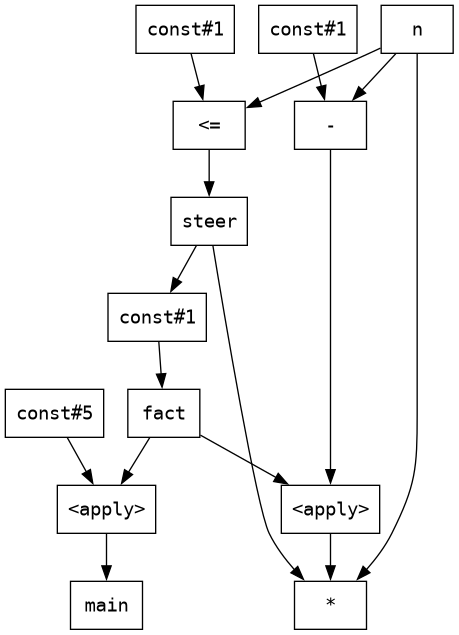 const#1
const#1
n
<=
-
steer
const#1
const#5
fact
<apply>
<apply>
main
*